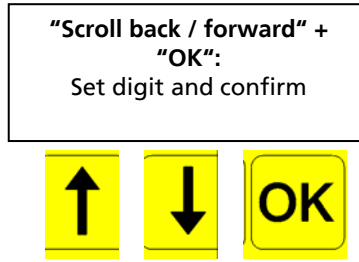 “Scroll back / forward“ +
“OK“:
Set digit and confirm
OK